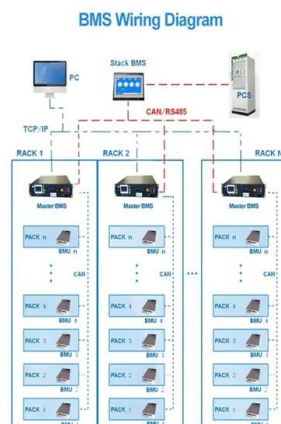 BMS Wiring Diagram
Stack BMS
PC
PCS
CAN/RS485
TCP/IP
RACK 1
RACK 2
RACK N
Master BMS
Master BMS
Master BMS
PACK n
PACK n
PACK n
BMU n
BMU n
BMU n
CAN
CAN
CAN
PACK 4
PACK 4
PACK 4
BMU 4
BMU 4
BMU 4
PACK 3
PACK 3
PACK 3
BMU 3
BMU 3
BMU 3
PACK 2
PACK 2
PACK 2
BMU 2
BMU 2
BMU 2
PACK 1
PACK 1
PACK 1